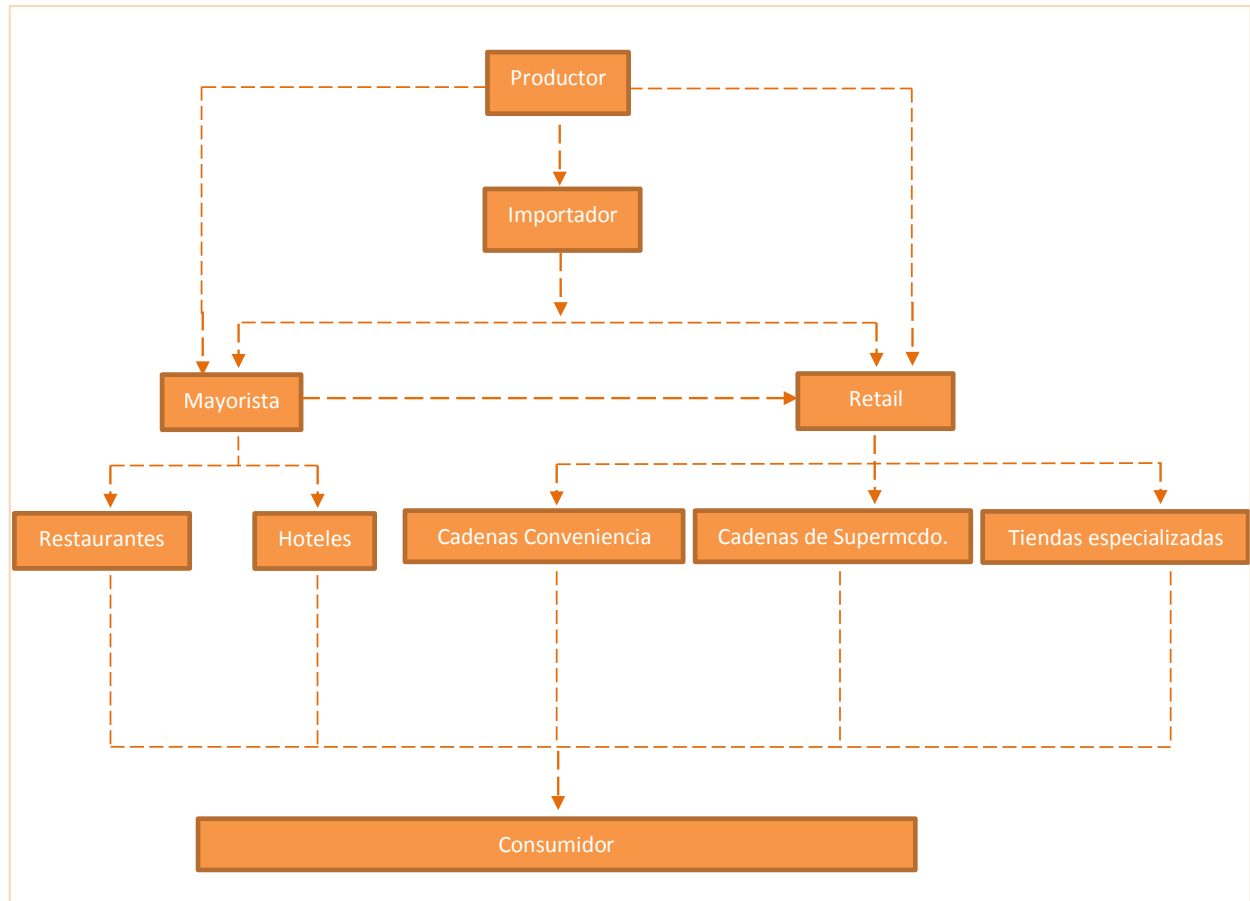 Productor
Importador
Mayorista
Retail
Restaurantes
Hoteles
Cadenas Conveniencia
Cadenas de Supermcdo.
Tiendas especializadas
Consumidor